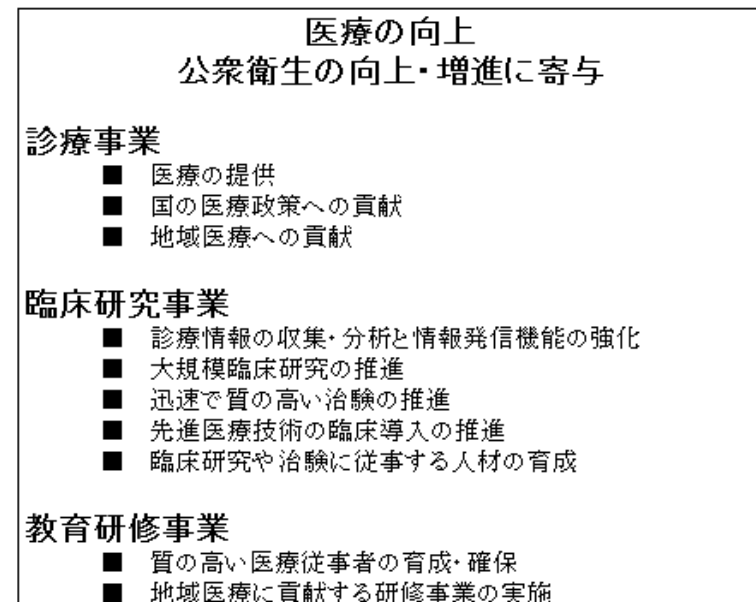 医療の向上
公衆衛生の向上・増進に寄与
診療事業
■ 医療の提供
■ 国の医療政策への貢献
■ 地域医療への貢献
臨床研究事業
■ 診療情報の収集・分析と情報発信機能の強化
■ 大規模臨床研究の推進
■ 迅速で質の高い治験の推進
■ 先進医療技術の臨床導入の推進
■ 臨床研究や治験に従事する人材の育成
教育研修事業
■ 質の高い医療従事者の育成・確保
■ 地域医療に貢献する研修事業の実施